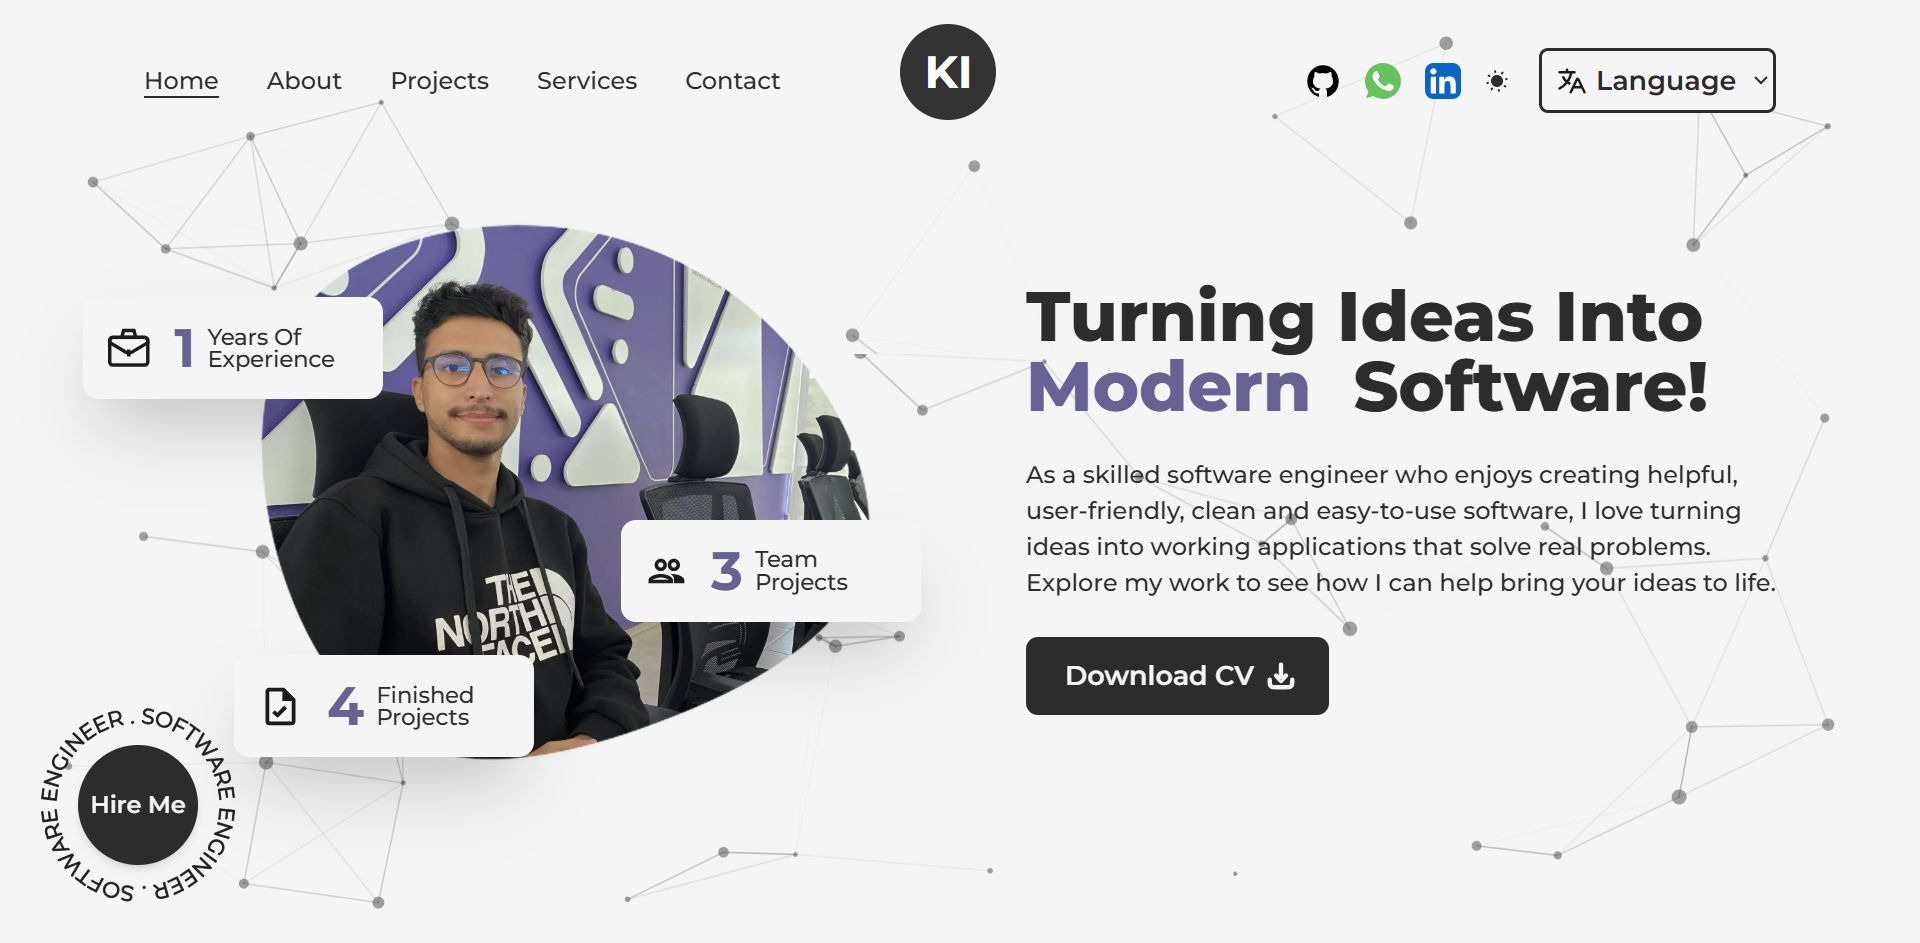 Home
About
Projects
Services
Contact
KI
Language
Turning Ideas Into
Modern Software!
1 Years Of
Experience
As a skilled software engineer who enjoys creating helpful,
user-friendly, clean and easy-to-use software, I love turning
ideas into working applications that solve real problems.
Explore my work to see how I can help bring your ideas to life.
3 Team
Projects
THE
NORTH
FACE
Download CV
4 Finished
Projects
Hire Me
SOFTWARE ENGINEER . SOFTWARE ENGINEER .